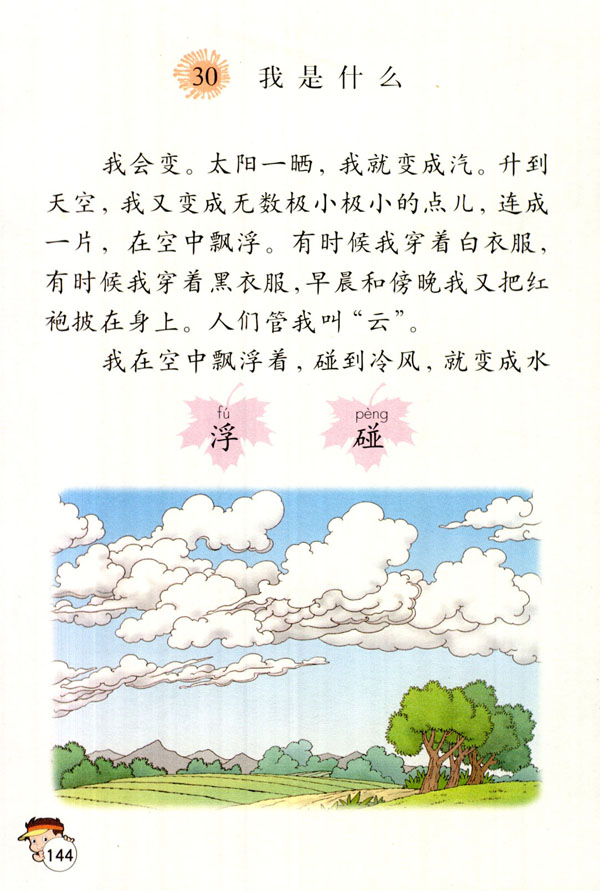 30 我是什么
我会变。太阳一晒，我就变成汽。升到
天空，我又变成无数极小极小的点儿，连成
一片，在空中飘浮。有时候我穿着白衣服，
有时候我穿着黑衣服，早晨和傍晚我又把红
袍披在身上。人们管我叫“云”。
我在空中飘浮着，碰到冷风，就变成水
fú pèng
浮 碰
144